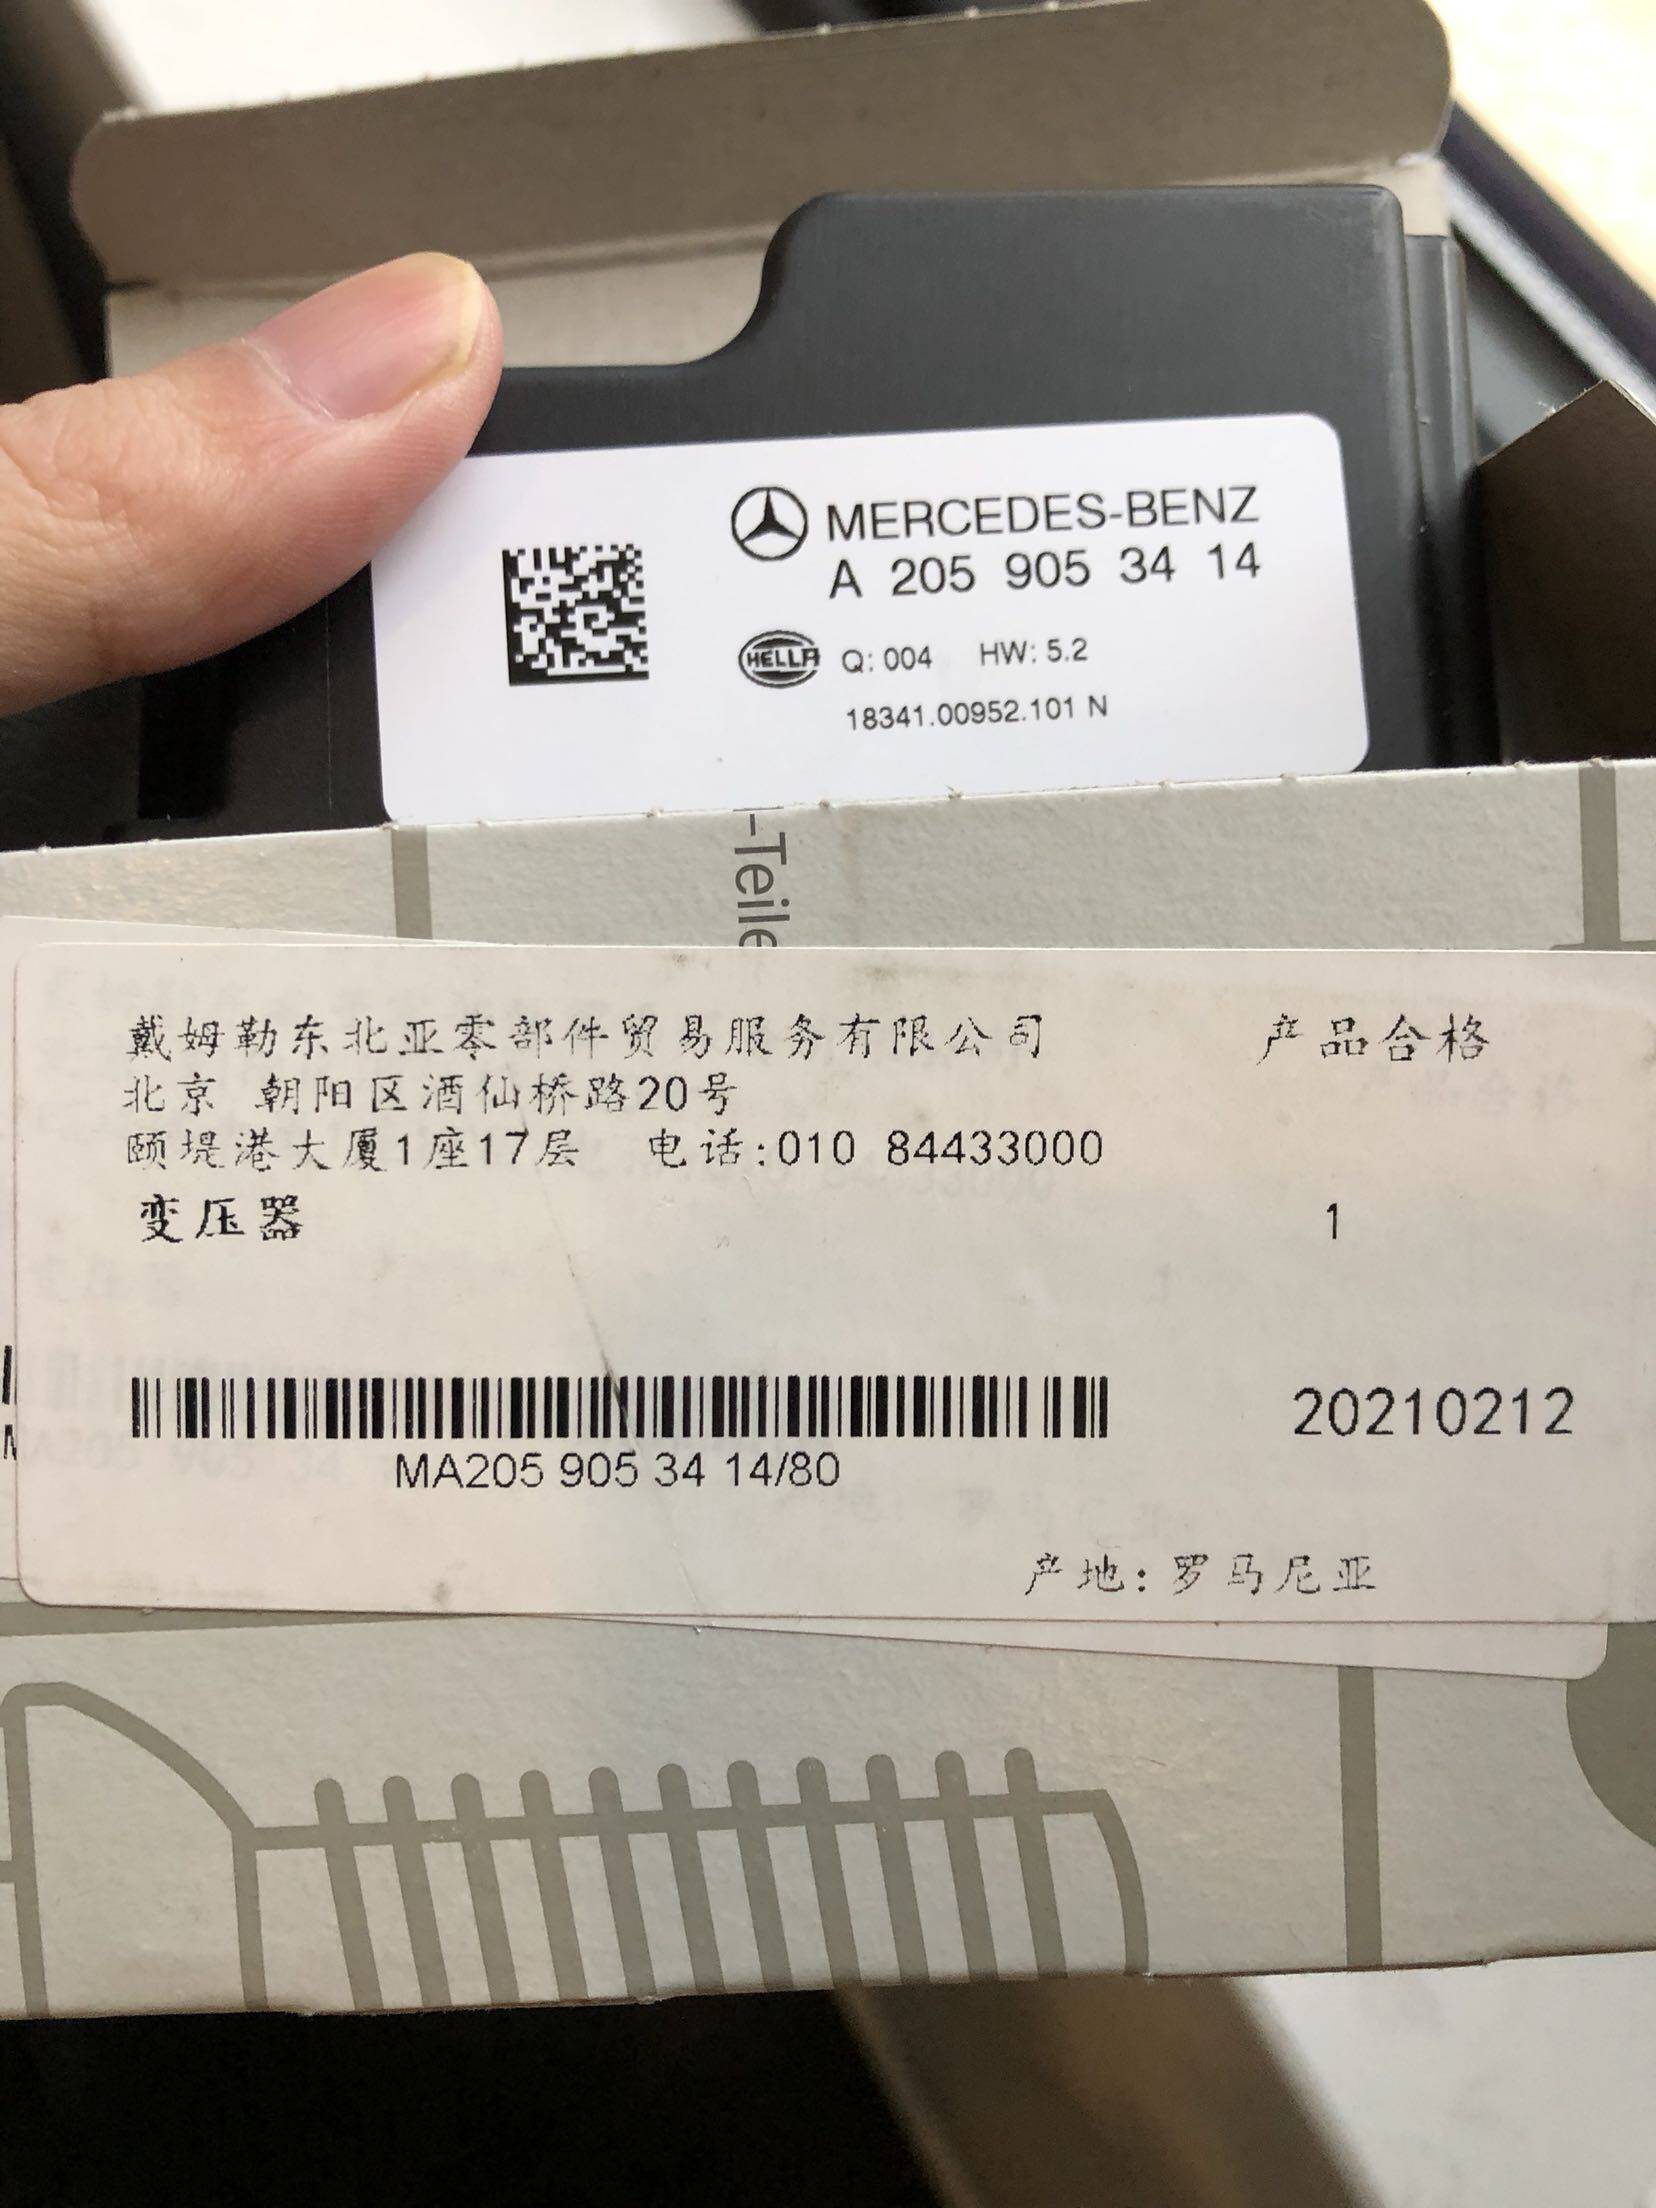 MERCEDES-BENZ
A 205 905 34 14
HELLA Q: 004 HW: 5.2
18341.00952.101 N
-Teile
戴姆勒东北亚零部件贸易服务有限公司 产品合格
北京 朝阳区酒仙桥路20号
颐堤港大厦1座17层 电话:010 84433000
变压器 1
20210212
MA205 905 34 14/80
产地: 罗马尼亚